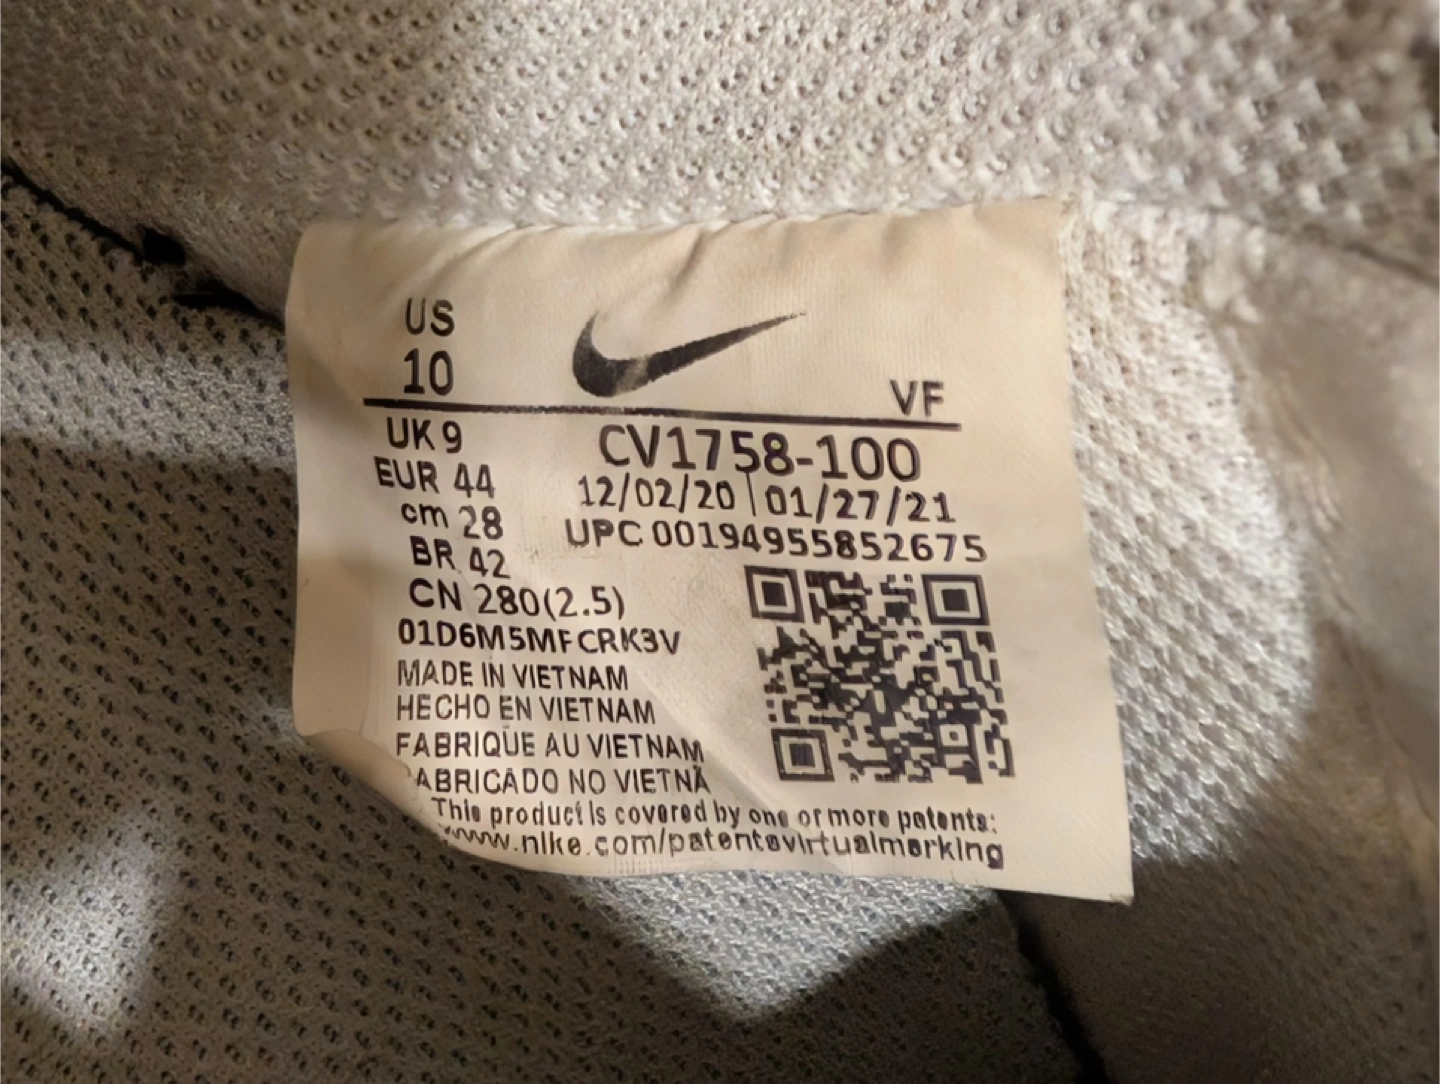 US
10
VF
UK 9
CV1758-100
EUR 44
12/02/20 | 01/27/21
cm 28
UPC 00194955852675
BR 42
CN 280(2.5)
01D6M5MFCRK3V
MADE IN VIETNAM
HECHO EN VIETNAM
FABRIQUE AU VIETNAM
ABRICADO NO VIETNÃ
This product is covered by one or more patents:
www.nike.com/patentsvirtualmarking